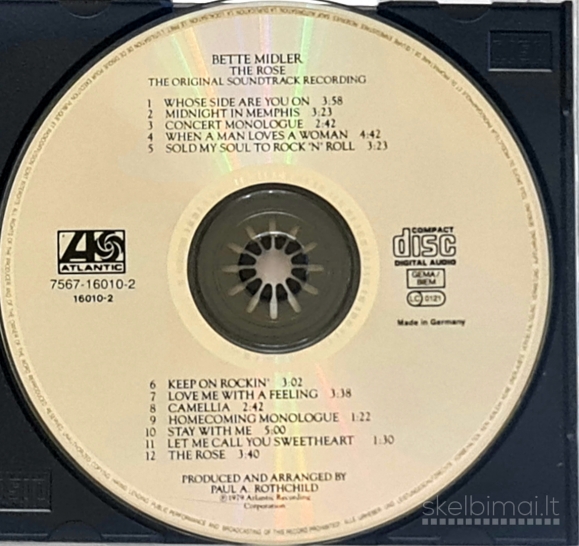 BETTE MIDLER
THE ROSE
THE ORIGINAL SOUNDTRACK RECORDING
1 WHOSE SIDE ARE YOU ON 3:58
2 MIDNIGHT IN MEMPHIS 3:23
3 CONCERT MONOLOGUE 2:42
4 WHEN A MAN LOVES A WOMAN 4:42
5 SOLD MY SOUL TO ROCK 'N' ROLL 3:23
ATLANTIC
7567-16010-2
16010-2
COMPACT
disc
DIGITAL AUDIO
GEMA/
BIEM
LC 0121
Made in Germany
6 KEEP ON ROCKIN' 3:02
7 LOVE ME WITH A FEELING 3:38
8 CAMELLIA 2:42
9 HOMECOMING MONOLOGUE 1:22
10 STAY WITH ME 5:00
11 LET ME CALL YOU SWEETHEART 1:30
12 THE ROSE 3:40
PRODUCED AND ARRANGED BY
PAUL A. ROTHCHILD
℗1979 Atlantic Recording
Corporation
skelbimai.lt